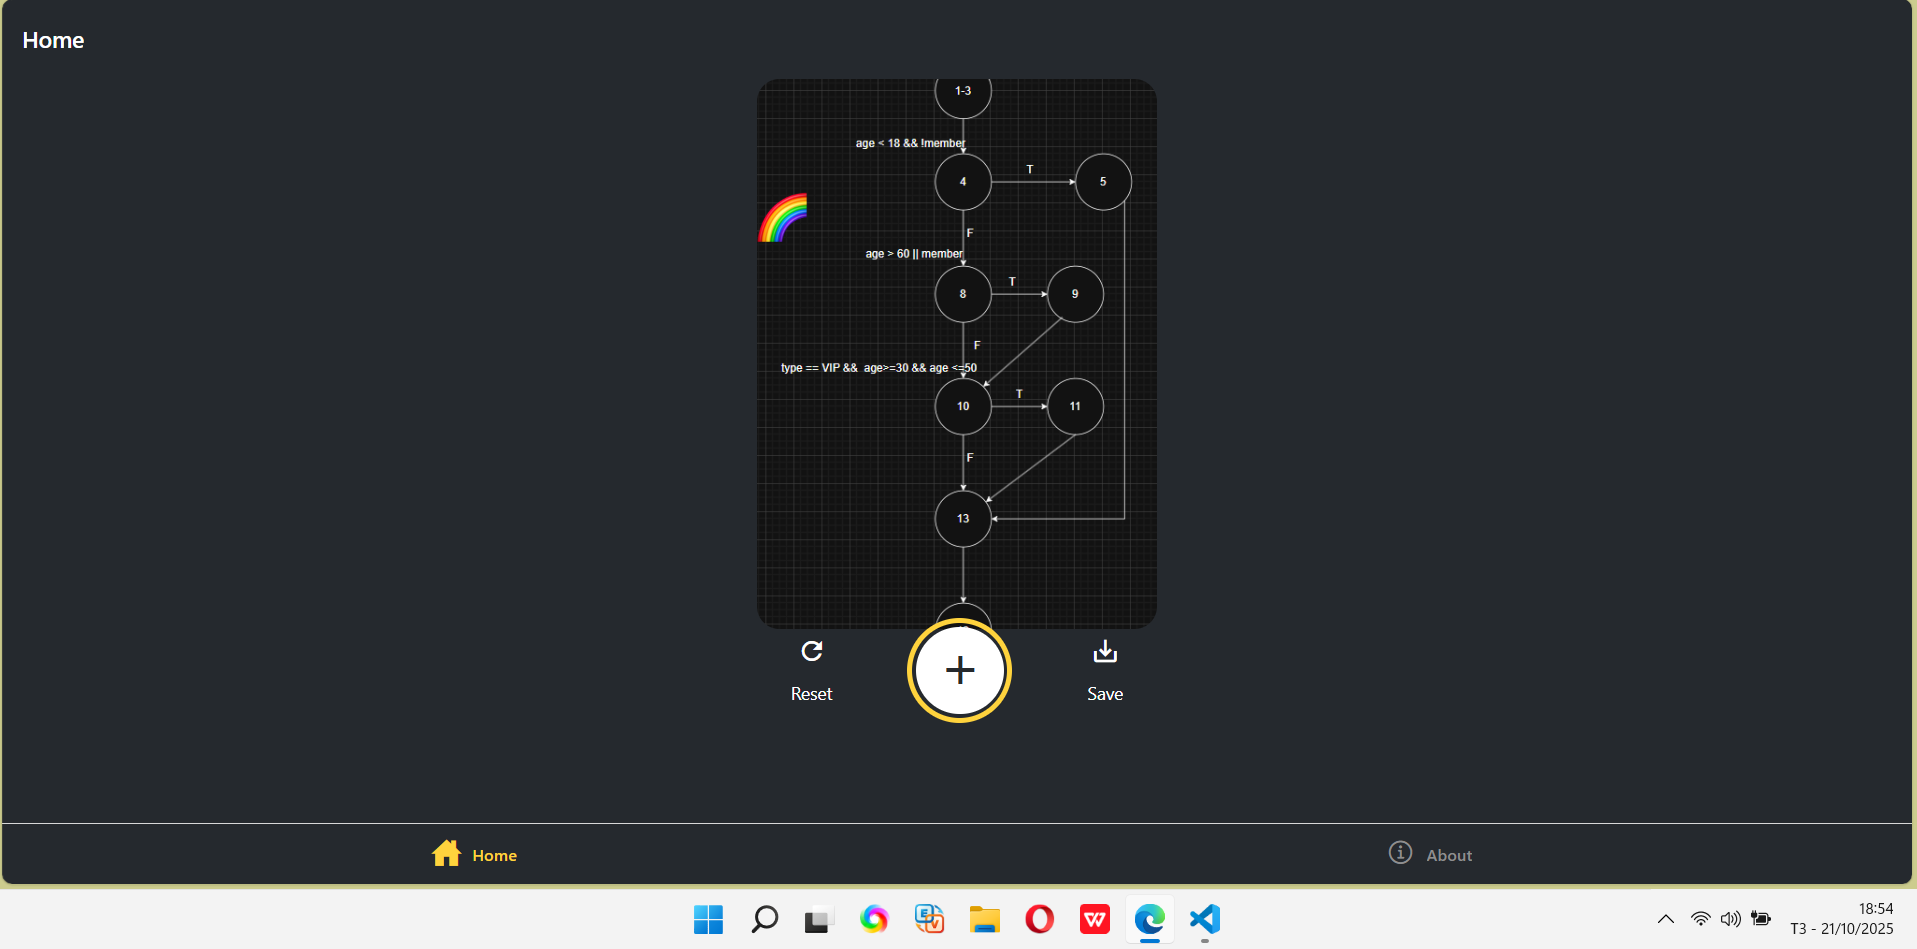 Home
1-3
age < 18 && !member
4
T
5
F
age > 60 || member
8
T
9
F
type == VIP && age>=30 && age <=50
10
T
11
F
13
Reset
Save
Home
About
18:54
T3 - 21/10/2025